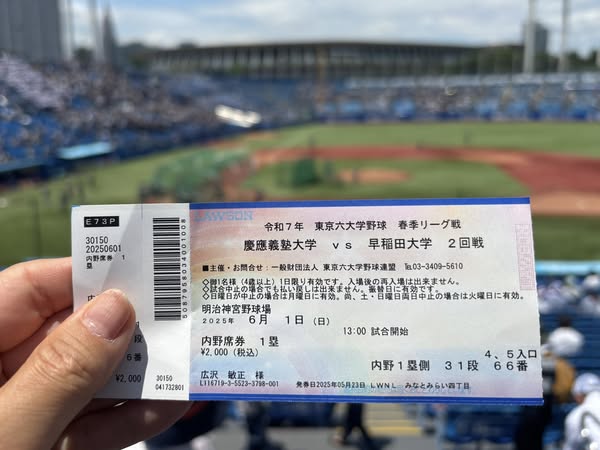 E73P
30150
20250601
内野席券 1
塁
¥2,000
30150
041732801
5087958034001008
LAWSON
令和7年 東京六大学野球 春季リーグ戦
慶應義塾大学 vs 早稲田大学 2回戦
■主催・お問合せ:一般財団法人 東京六大学野球連盟 ℡03-3409-5610
◇御1名様(4歳以上)1日限り有効です。入場後の再入場は出来ません。
◇試合中止の場合でも払い戻しは出来ません。振替日に有効です。
◇日曜日が中止の場合は月曜日に有効。尚、土・日曜日両日中止の場合は火曜日に有効。
明治神宮野球場
2025年 6月 1日(日)
13:00 試合開始
内野席券 1塁
¥2,000(税込)
4、5入口
内野1塁側 31段 66番
広沢 敏正 様
L116719-3-5523-3798-001
発券日2025年05月23日 LWNL みなとみらい四丁目